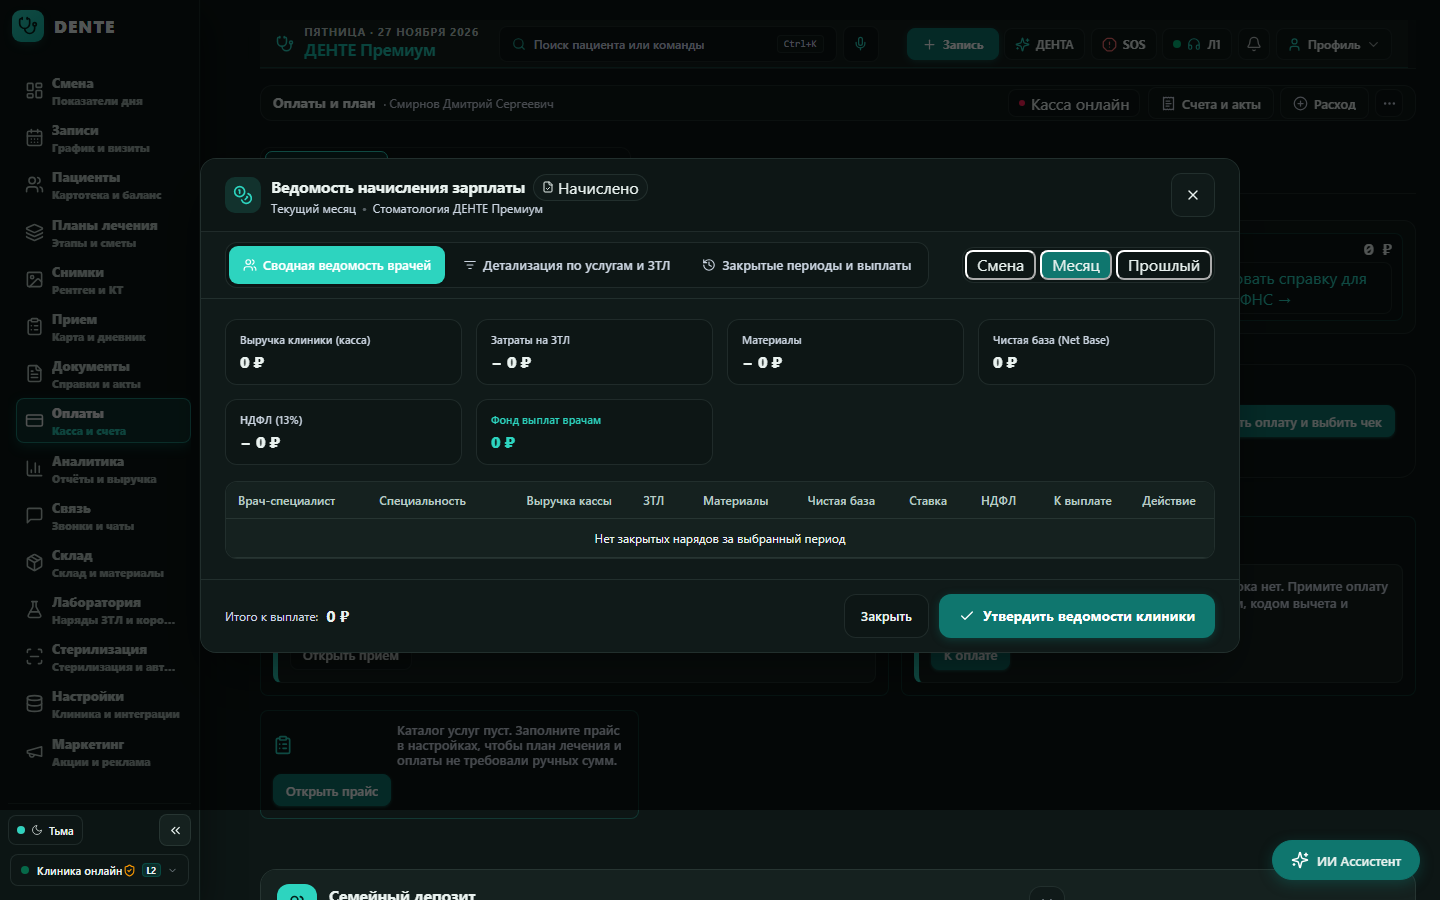 DENTE
Смена
Показатели дня
Записи
График и визиты
Пациенты
Картотека и баланс
Планы лечения
Этапы и сметы
Снимки
Рентген и КТ
Прием
Карта и дневник
Документы
Справки и акты
Оплаты
Касса и счета
Аналитика
Отчёты и выручка
Связь
Звонки и чаты
Склад
Склад и материалы
Лаборатория
Наряды ЗТЛ и коро...
Стерилизация
Стерилизация и авт...
Настройки
Клиника и интеграции
Маркетинг
Акции и реклама
Тьма
Клиника онлайн L2
ПЯТНИЦА · 27 НОЯБРЯ 2026
ДЕНТЕ Премиум
Поиск пациента или команды Ctrl+K
Запись
ДЕНТА
SOS
Л1
Профиль
Оплаты и план · Смирнов Дмитрий Сергеевич
Касса онлайн
Счета и акты
Расход
Ведомость начисления зарплаты Начислено
Текущий месяц • Стоматология ДЕНТЕ Премиум
Сводная ведомость врачей
Детализация по услугам и ЗТЛ
Закрытые периоды и выплаты
Смена Месяц Прошлый
Выручка клиники (касса)
0 ₽
Затраты на ЗТЛ
– 0 ₽
Материалы
– 0 ₽
Чистая база (Net Base)
0 ₽
НДФЛ (13%)
– 0 ₽
Фонд выплат врачам
0 ₽
Врач-специалист Специальность Выручка кассы ЗТЛ Материалы Чистая база Ставка НДФЛ К выплате Действие
Нет закрытых нарядов за выбранный период
Итого к выплате: 0 ₽
Закрыть
Утвердить ведомости клиники
0 ₽
овать справку для
ФНС →
ть оплату и выбить чек
ока нет. Примите оплату
, кодом вычета и
Открыть прием
К оплате
Каталог услуг пуст. Заполните прайс
в настройках, чтобы план лечения и
оплаты не требовали ручных сумм.
Открыть прайс
ИИ Ассистент
Семейный депозит